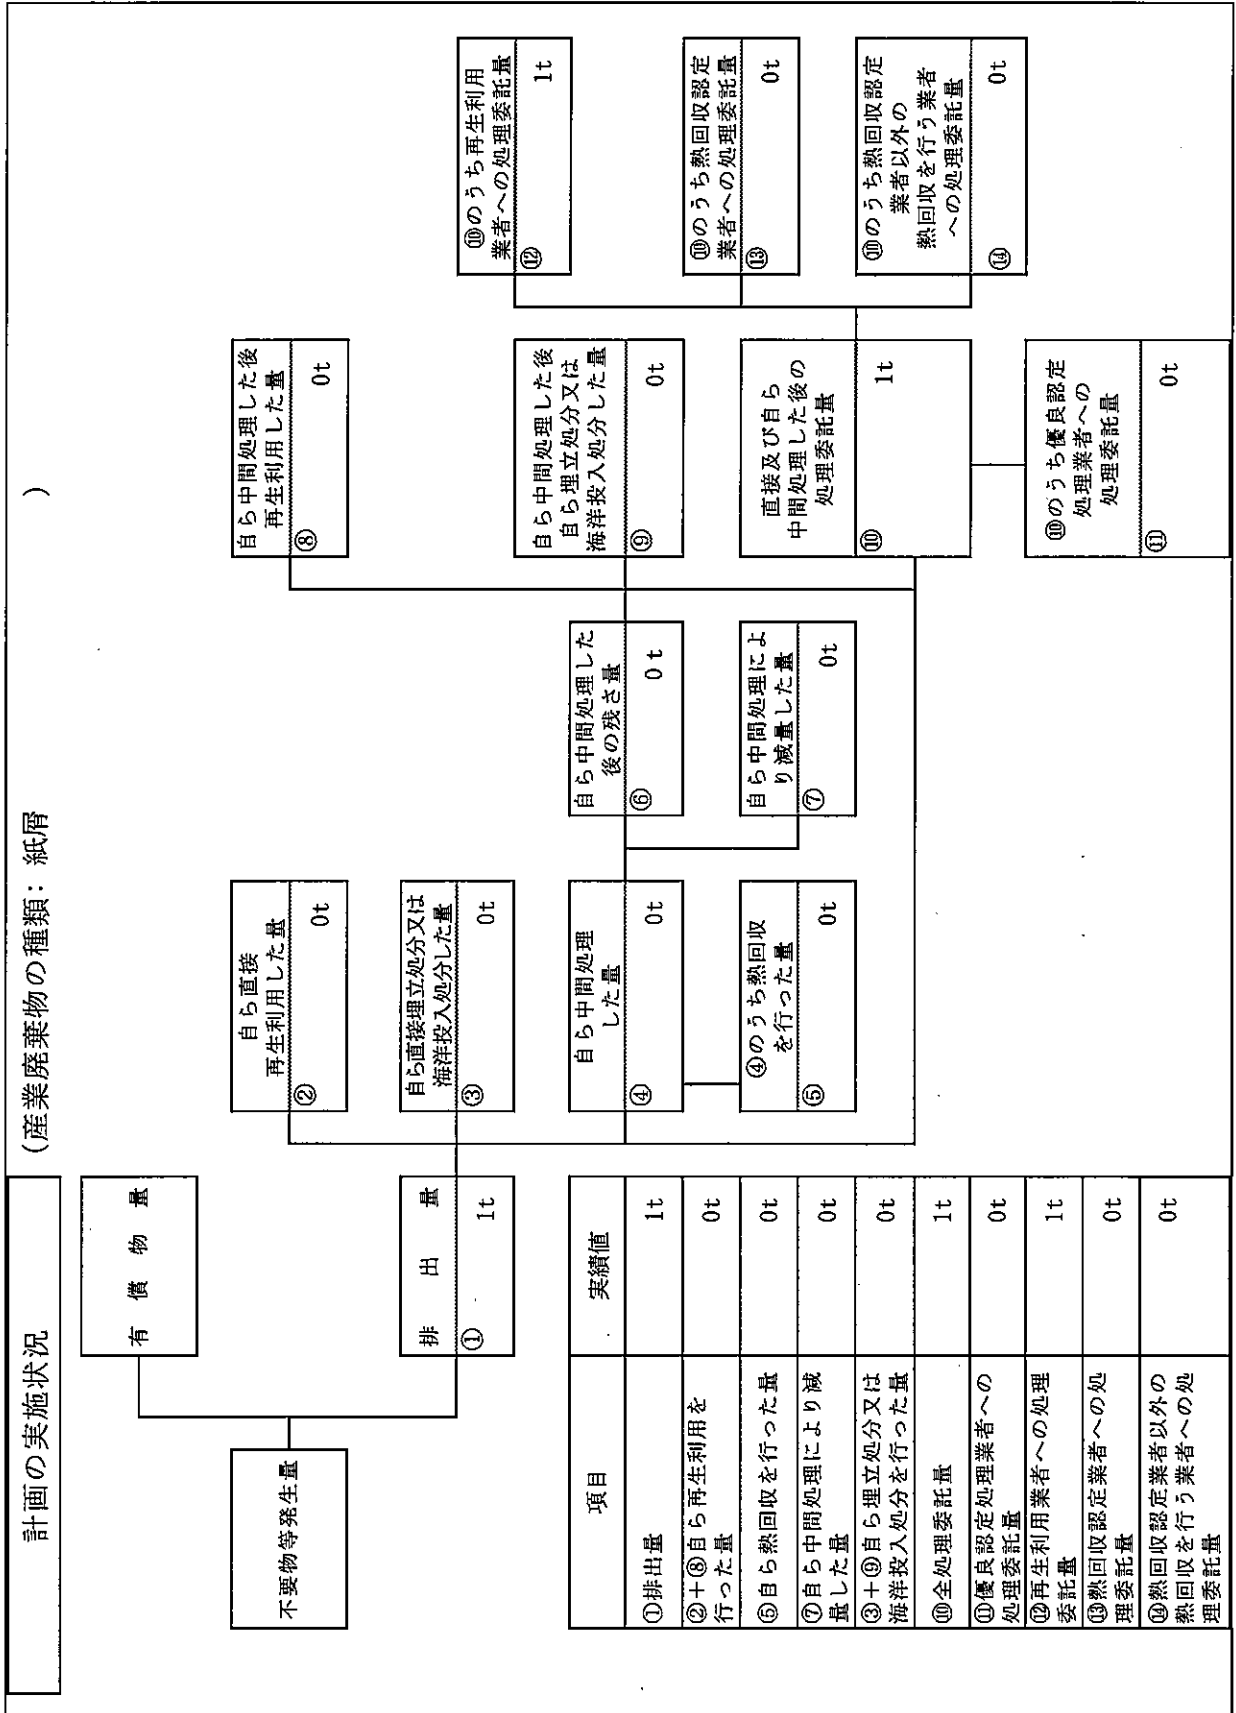 計画の実施状況
(産業廃棄物の種類：紙屑
)
不要物等発生量
有償物量
排出量
①
1t
自ら直接
再生利用した量
②
0t
自ら直接埋立処分又は
海洋投入処分した量
③
0t
自ら中間処理
した量
④
0t
④のうち熱回収
を行った量
⑤
0t
自ら中間処理した
後の残さ量
⑥
0t
自ら中間処理によ
り減量した量
⑦
0t
自ら中間処理した後
再生利用した量
⑧
0t
自ら中間処理した後
自ら埋立処分又は
海洋投入処分した量
⑨
0t
直接及び自ら
中間処理した後の
処理委託量
⑩
1t
⑩のうち優良認定
処理業者への
処理委託量
⑪
0t
⑩のうち再生利用
業者への処理委託量
⑫
1t
⑩のうち熱回収認定
業者への処理委託量
⑬
0t
⑩のうち熱回収認定
業者以外の
熱回収を行う業者
への処理委託量
⑭
0t
項目
実績値
①排出量
1t
②+⑧自ら再生利用を
行った量
0t
⑤自ら熱回収を行った量
0t
⑦自ら中間処理により減
量した量
0t
③+⑨自ら埋立処分又は
海洋投入処分を行った量
0t
⑩全処理委託量
1t
⑪優良認定処理業者への
処理委託量
0t
⑫再生利用業者への処理
委託量
1t
⑬熱回収認定業者への処
理委託量
0t
⑭熱回収認定業者以外の
熱回収を行う業者への処
理委託量
0t